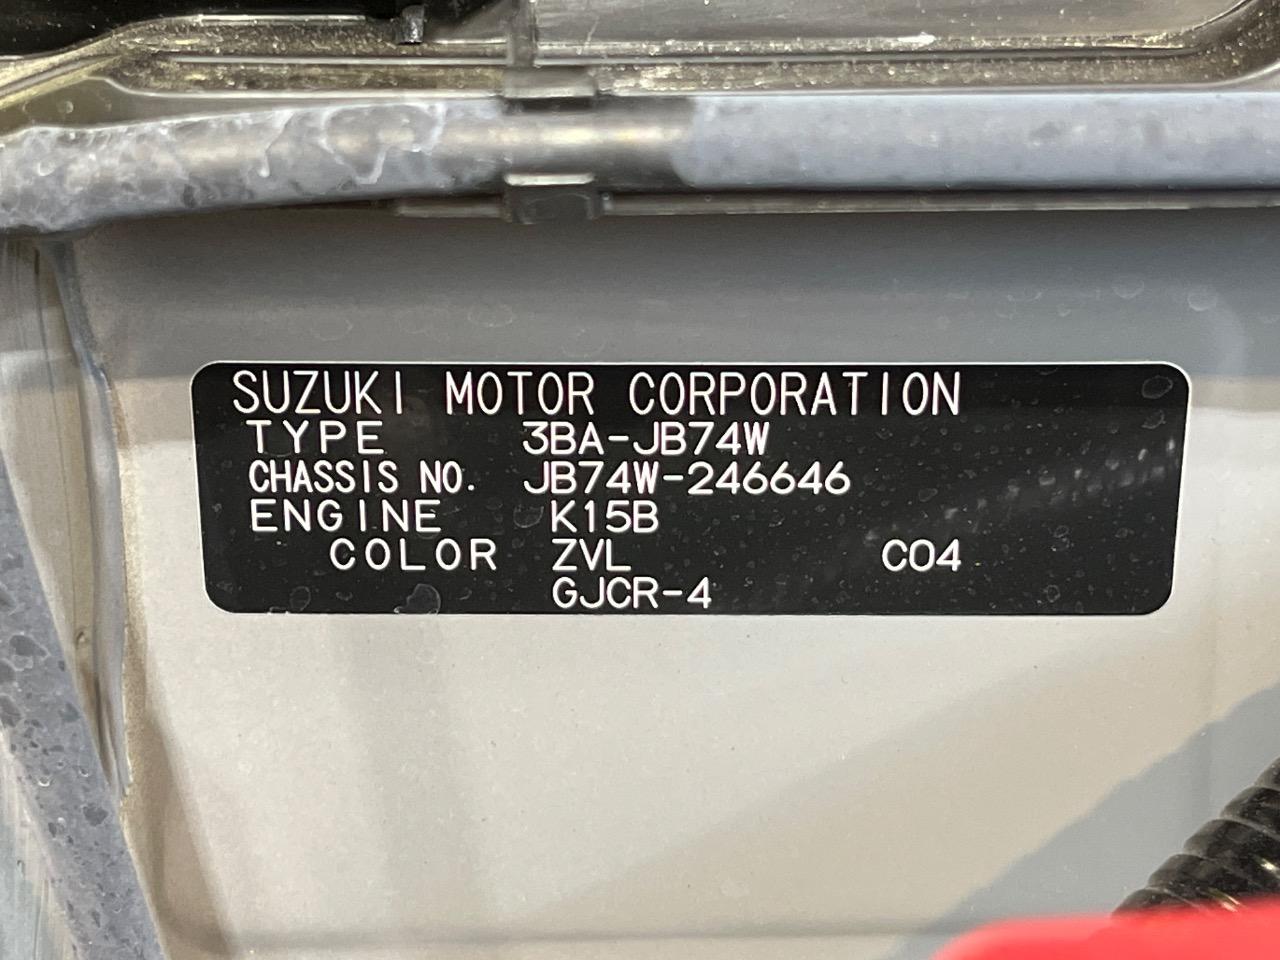 SUZUKI MOTOR CORPORATION
TYPE 3BA-JB74W
CHASSIS NO. JB74W-246646
ENGINE K15B
COLOR ZVL C04
GJCR-4